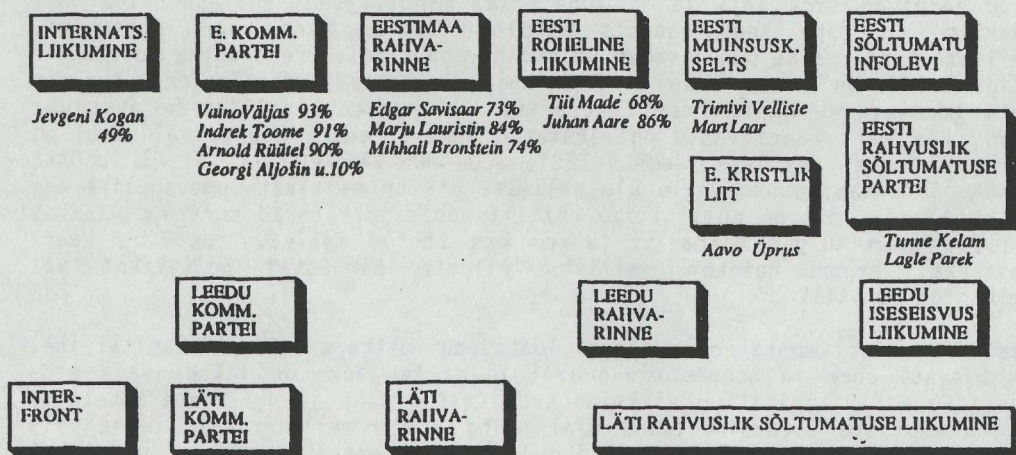 INTERNATS.
LIIKUMINE
Jevgeni Kogan
49%
E. KOMM.
PARTEI
VainoVäljas 93%
Indrek Toome 91%
Arnold Rüütel 90%
Georgi Aljošin u.10%
EESTIMAA
RAHVA-
RINNE
Edgar Savisaar 73%
Marju Lauristin 84%
Mihhall Bronštein 74%
EESTI
ROHELINE
LIIKUMINE
Tiit Made 68%
Juhan Aare 86%
EESTI
MUINSUSK.
SELTS
Trimivi Velliste
Mart Laar
EESTI
SÕLTUMATU
INFOLEVI
E. KRISTLIK
LIIT
Aavo Üprus
EESTI
RAHVUSLIK
SÕLTUMATUSE
PARTEI
Tunne Kelam
Lagle Parek
LEEDU
KOMM.
PARTEI
LEEDU
RAHVA-
RINNE
LEEDU
ISESEISVUS
LIIKUMINE
INTER-
FRONT
LÄTI
KOMM.
PARTEI
LÄTI
RAHVA-
RINNE
LÄTI RAHVUSLIK SÕLTUMATUSE LIIKUMINE